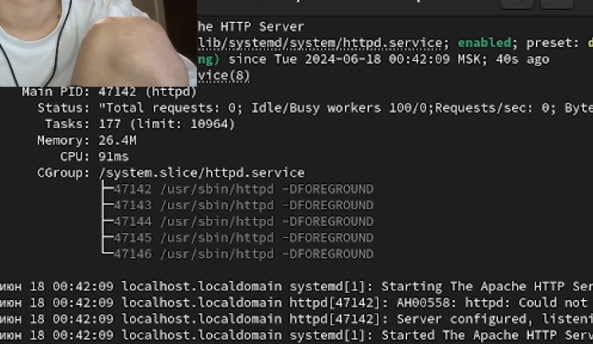 he HTTP Server
lib/systemd/system/httpd.service; enabled; preset:
ng) since Tue 2024-06-18 00:42:09 MSK; 40s ago
vice(8)
Main PID: 47142 (httpd)
Status: "Total requests: 0; Idle/Busy workers 100/0;Requests/sec: 0; Byte
Tasks: 177 (limit: 10964)
Memory: 26.4M
CPU: 91ms
CGroup: /system.slice/httpd.service
├─47142 /usr/sbin/httpd -DFOREGROUND
├─47143 /usr/sbin/httpd -DFOREGROUND
├─47144 /usr/sbin/httpd -DFOREGROUND
├─47145 /usr/sbin/httpd -DFOREGROUND
└─47146 /usr/sbin/httpd -DFOREGROUND
июн 18 00:42:09 localhost.localdomain systemd[1]: Starting The Apache HTTP Ser
июн 18 00:42:09 localhost.localdomain httpd[47142]: AH00558: httpd: Could not
июн 18 00:42:09 localhost.localdomain httpd[47142]: Server configured, listeni
июн 18 00:42:09 localhost.localdomain systemd[1]: Started The Apache HTTP Serv